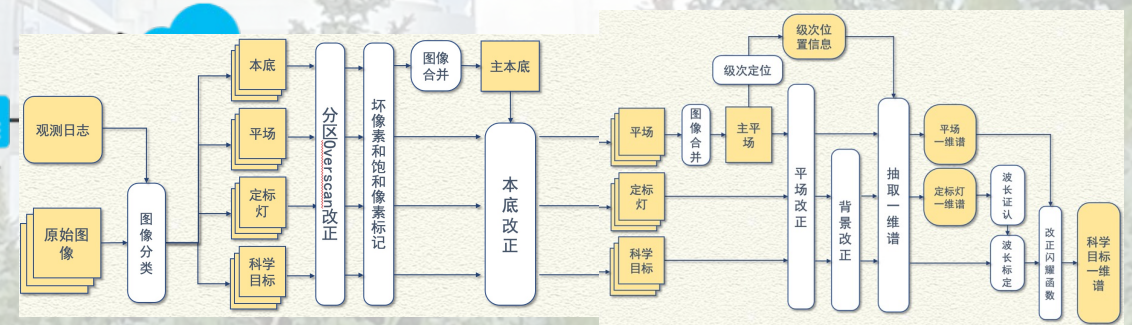 观测日志
原始图
像
图
像
分
类
本底
平场
定标
灯
科学
目标
分区Overscan改正
坏像素和饱和像素标记
图像
合并
主本底
本
底
改
正
平场
定标
灯
科学
目标
图
像
合
并
主平
场
级次定位
级次位
置信息
平
场
改
正
背
景
改
正
抽
取
一
维
谱
平场
一维谱
定标灯
一维谱
波
长
证
认
波
长
标
定
改
正
闪
耀
函
数
科学
目标
一维
谱